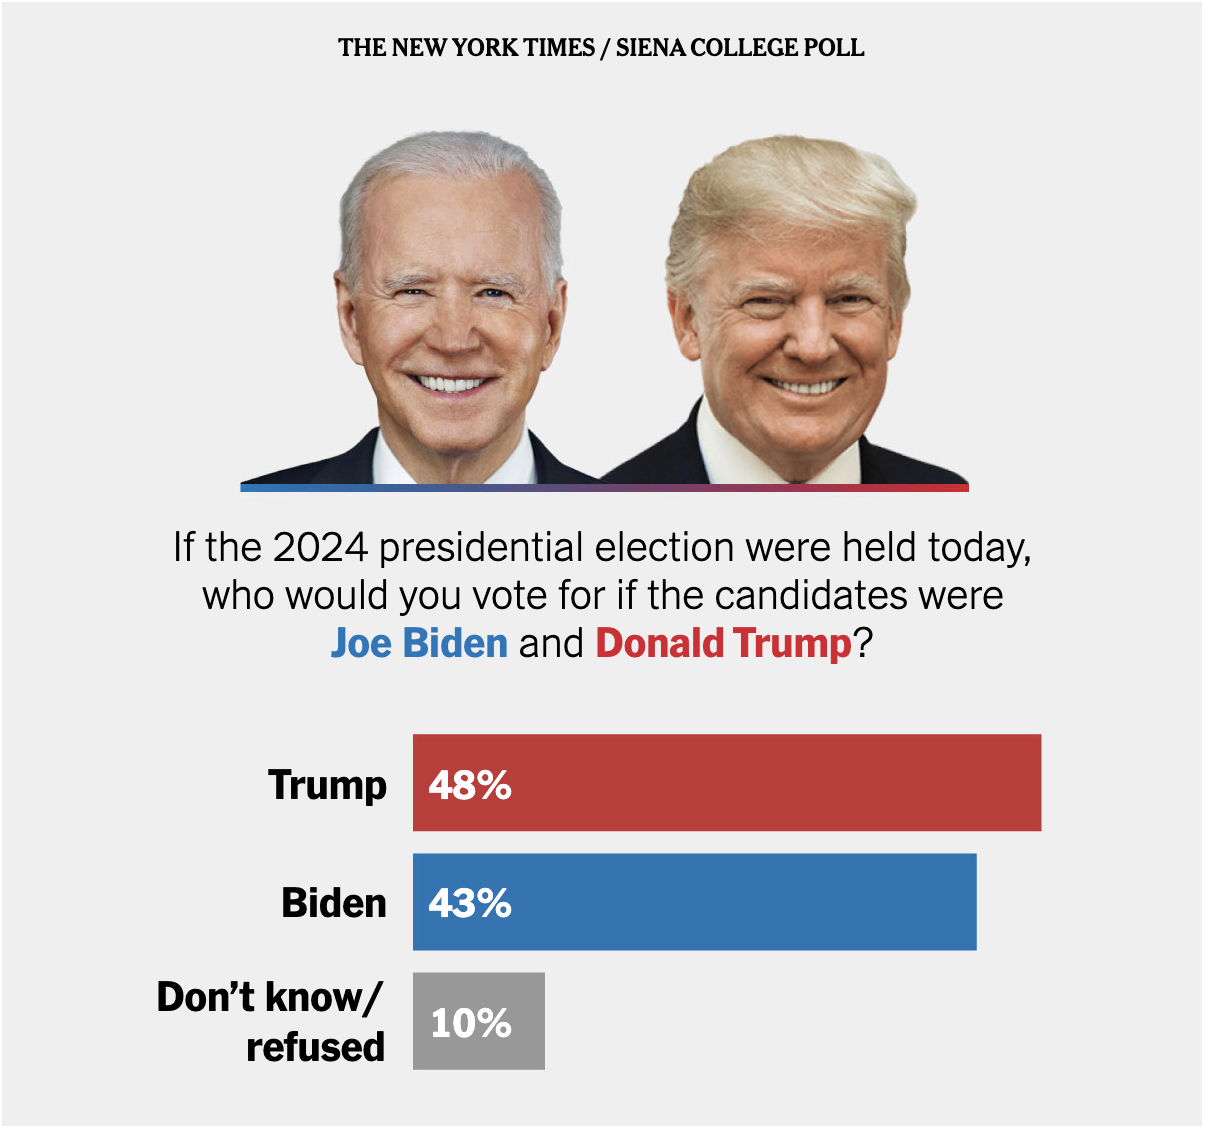 THE NEW YORK TIMES / SIENA COLLEGE POLL
If the 2024 presidential election were held today,
who would you vote for if the candidates were
Joe Biden and Donald Trump?
Trump 48%
Biden 43%
Don’t know/
refused 10%